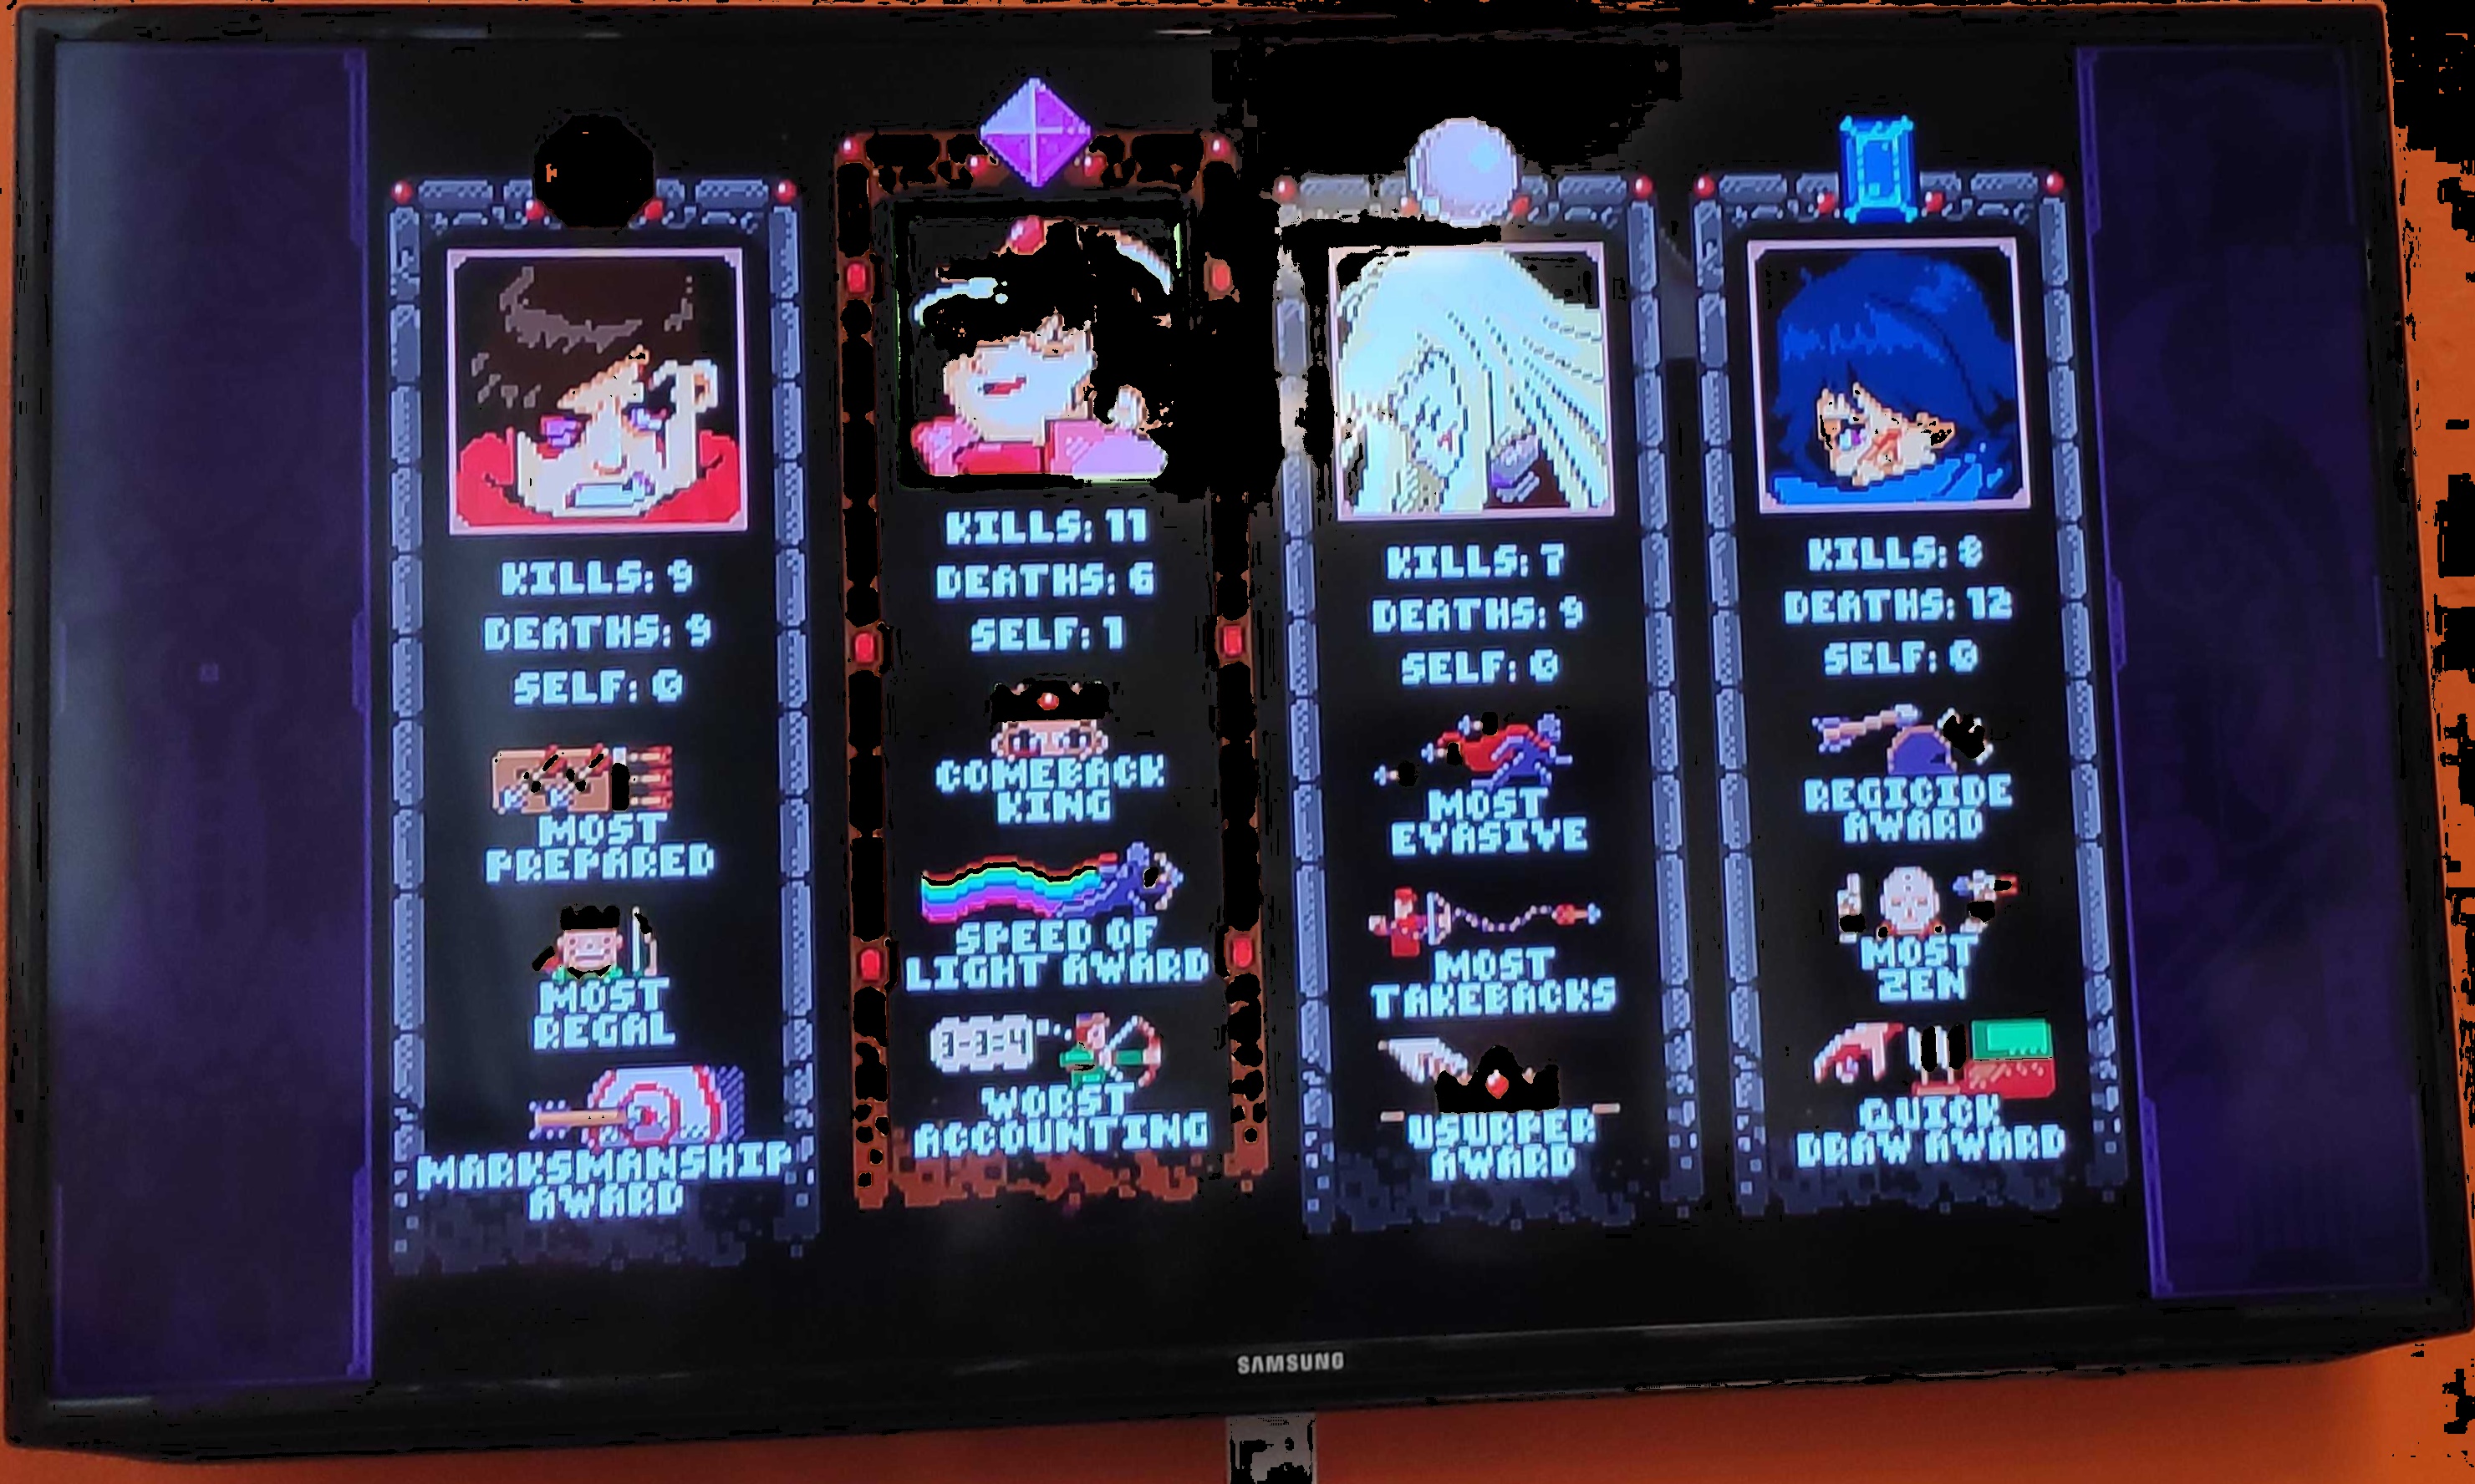 KILLS: 9
DEATHS: 9
SELF: 0
MOST
PREPARED
MOST
REGAL
MARKSMANSHIP
AWARD
KILLS: 11
DEATHS: 6
SELF: 1
COMEBACK
KING
SPEED OF
LIGHT AWARD
3-3=4
WORST
ACCOUNTING
KILLS: 7
DEATHS: 9
SELF: 0
MOST
EVASIVE
MOST
TAKEBACKS
USURPER
AWARD
KILLS: 8
DEATHS: 12
SELF: 0
REGICIDE
AWARD
MOST
ZEN
QUICK
DRAW AWARD
SAMSUNG